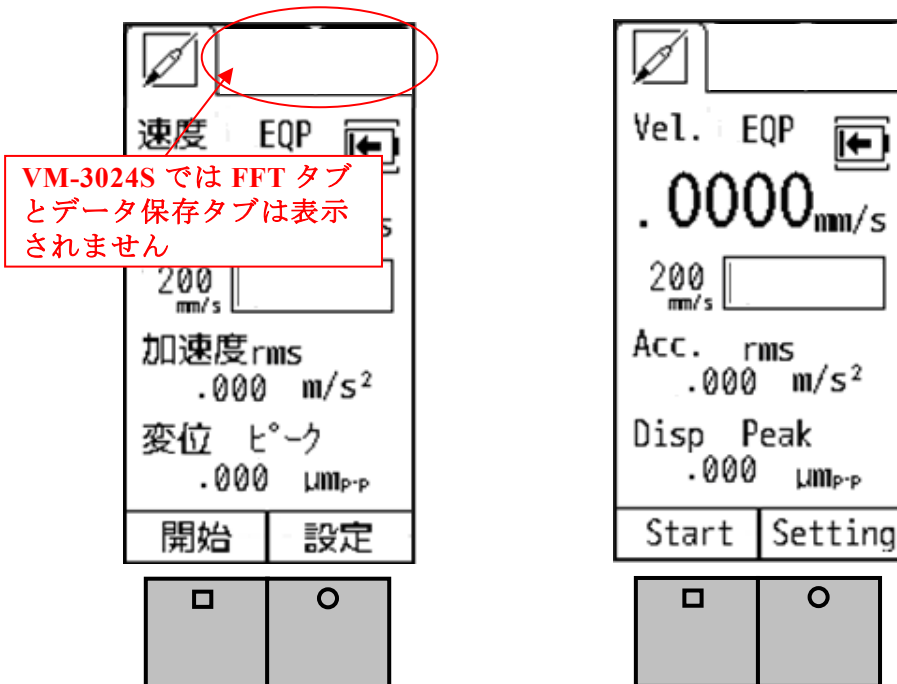 速度 EQP
VM-3024S では FFT タブ
とデータ保存タブは表示
されません
s
200
mm/s
加速度rms
.000 m/s²
変位 ピーク
.000 μmp-p
開始 設定
Vel. EQP
.0000mm/s
200
mm/s
Acc. rms
.000 m/s²
Disp Peak
.000 μmp-p
Start Setting